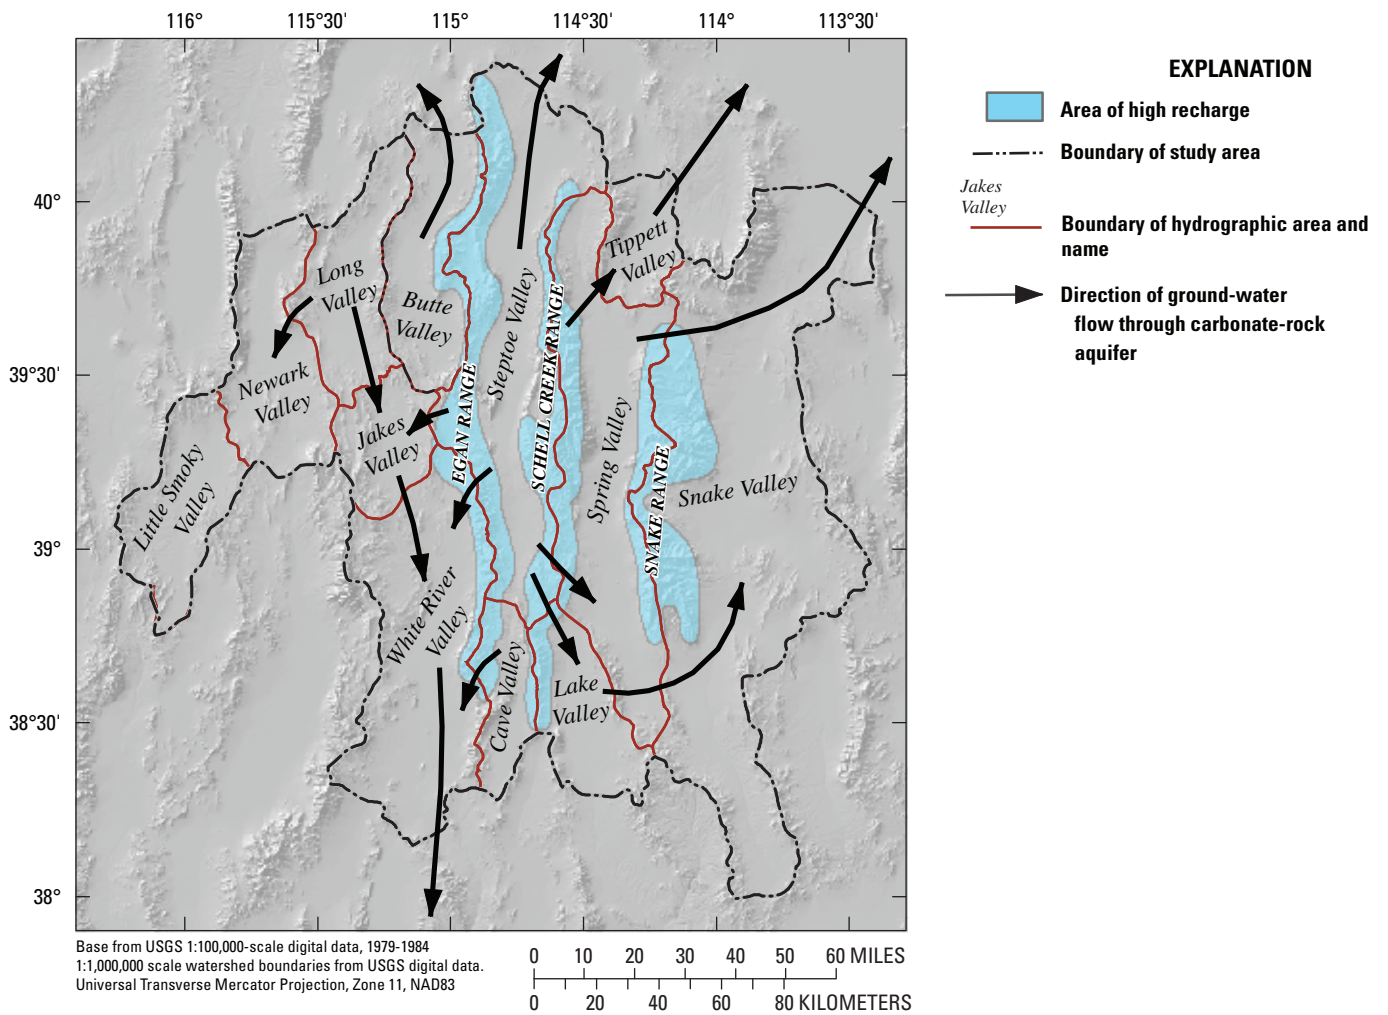 116°
115°30'
115°
114°30'
114°
113°30'
40°
39°30'
39°
38°30'
38°
Long
Valley
Butte
Valley
Steptoe Valley
Tippett
Valley
Newark
Valley
Jakes
Valley
EGAN RANGE
SCHELL CREEK RANGE
Spring Valley
SNAKE RANGE
Snake Valley
Little Smoky
Valley
White River
Valley
Cave Valley
Lake
Valley
EXPLANATION
Area of high recharge
Boundary of study area
Jakes
Valley
Boundary of hydrographic area and
name
Direction of ground-water
flow through carbonate-rock
aquifer
Base from USGS 1:100,000-scale digital data, 1979-1984
1:1,000,000 scale watershed boundaries from USGS digital data.
Universal Transverse Mercator Projection, Zone 11, NAD83
0 10 20 30 40 50 60 MILES
0 20 40 60 80 KILOMETERS